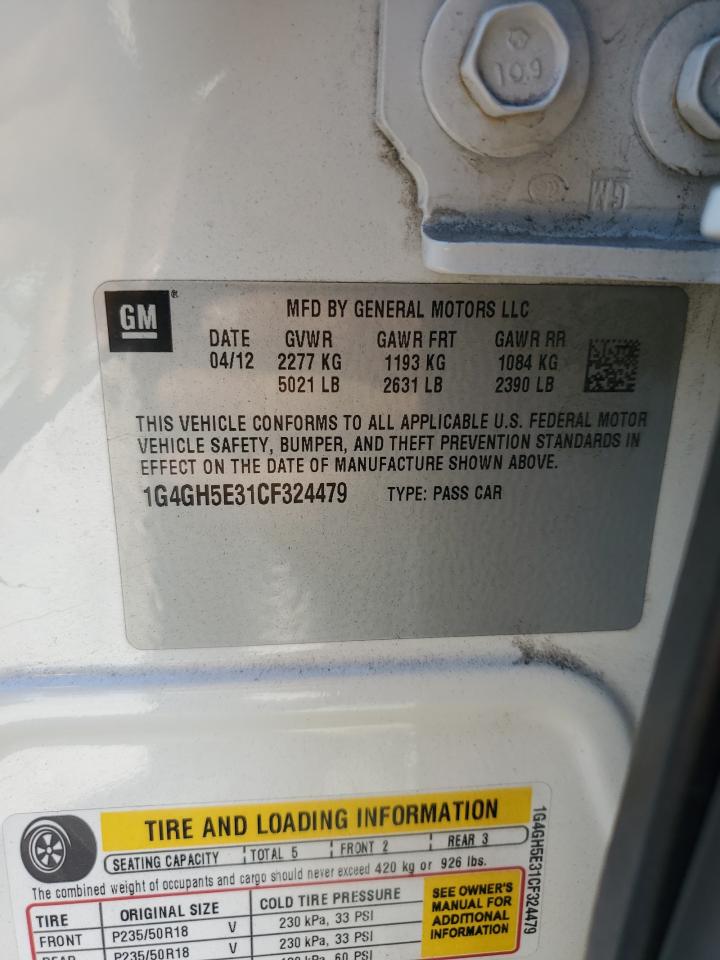 10.9
GM
GM ® MFD BY GENERAL MOTORS LLC
DATE GVWR GAWR FRT GAWR RR
04/12 2277 KG 1193 KG 1084 KG
5021 LB 2631 LB 2390 LB
THIS VEHICLE CONFORMS TO ALL APPLICABLE U.S. FEDERAL MOTOR
VEHICLE SAFETY, BUMPER, AND THEFT PREVENTION STANDARDS IN
EFFECT ON THE DATE OF MANUFACTURE SHOWN ABOVE.
1G4GH5E31CF324479 TYPE: PASS CAR
TIRE AND LOADING INFORMATION
SEATING CAPACITY TOTAL 5 FRONT 2 REAR 3
The combined weight of occupants and cargo should never exceed 420 kg or 926 lbs.
TIRE ORIGINAL SIZE COLD TIRE PRESSURE
FRONT P235/50R18 V 230 kPa, 33 PSI
REAR P235/50R18 V 230 kPa, 33 PSI
kPa, 60 PSI
SEE OWNER'S
MANUAL FOR
ADDITIONAL
INFORMATION
1G4GH5E31CF324479